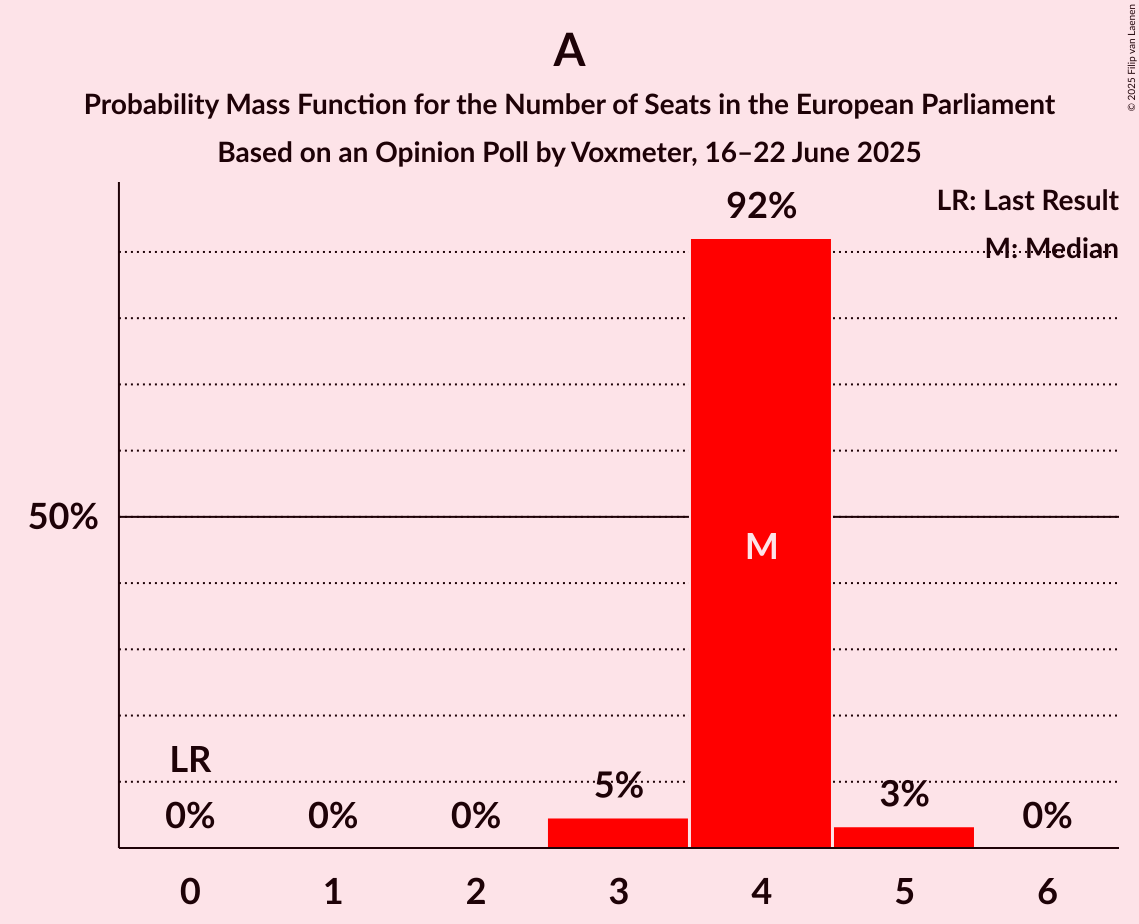 A
Probability Mass Function for the Number of Seats in the European Parliament
Based on an Opinion Poll by Voxmeter, 16–22 June 2025
© 2025 Filip van Laenen
LR: Last Result
M: Median
92%
50%
M
LR
0%
0%
0%
5%
3%
0%
0
1
2
3
4
5
6